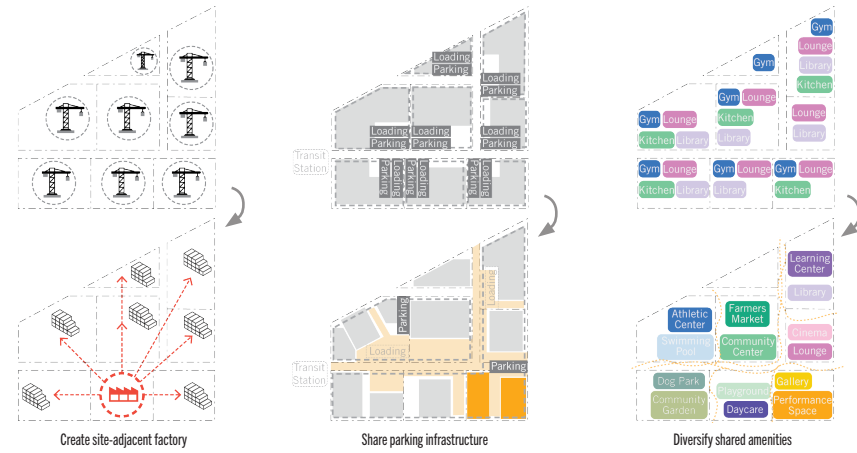 Loading
Parking
Loading
Parking
Loading
Parking
Loading
Parking
Loading
Parking
Transit
Station
Parking
Loading
Parking
Loading
Parking
Loading
Gym
Lounge
Library
Kitchen
Gym
Gym Lounge
Kitchen
Library
Lounge
Library
Gym Lounge
Kitchen Library
Gym Lounge
Kitchen Library
Gym Lounge
Library
Gym Lounge
Kitchen
Loading
Parking
Loading
Transit
Station
Parking
Learning
Center
Library
Athletic
Center
Farmers
Market
Swimming
Pool
Community
Center
Cinema
Lounge
Dog Park
Community
Garden
Playground
Daycare
Gallery
Performance
Space
Create site-adjacent factory
Share parking infrastructure
Diversify shared amenities